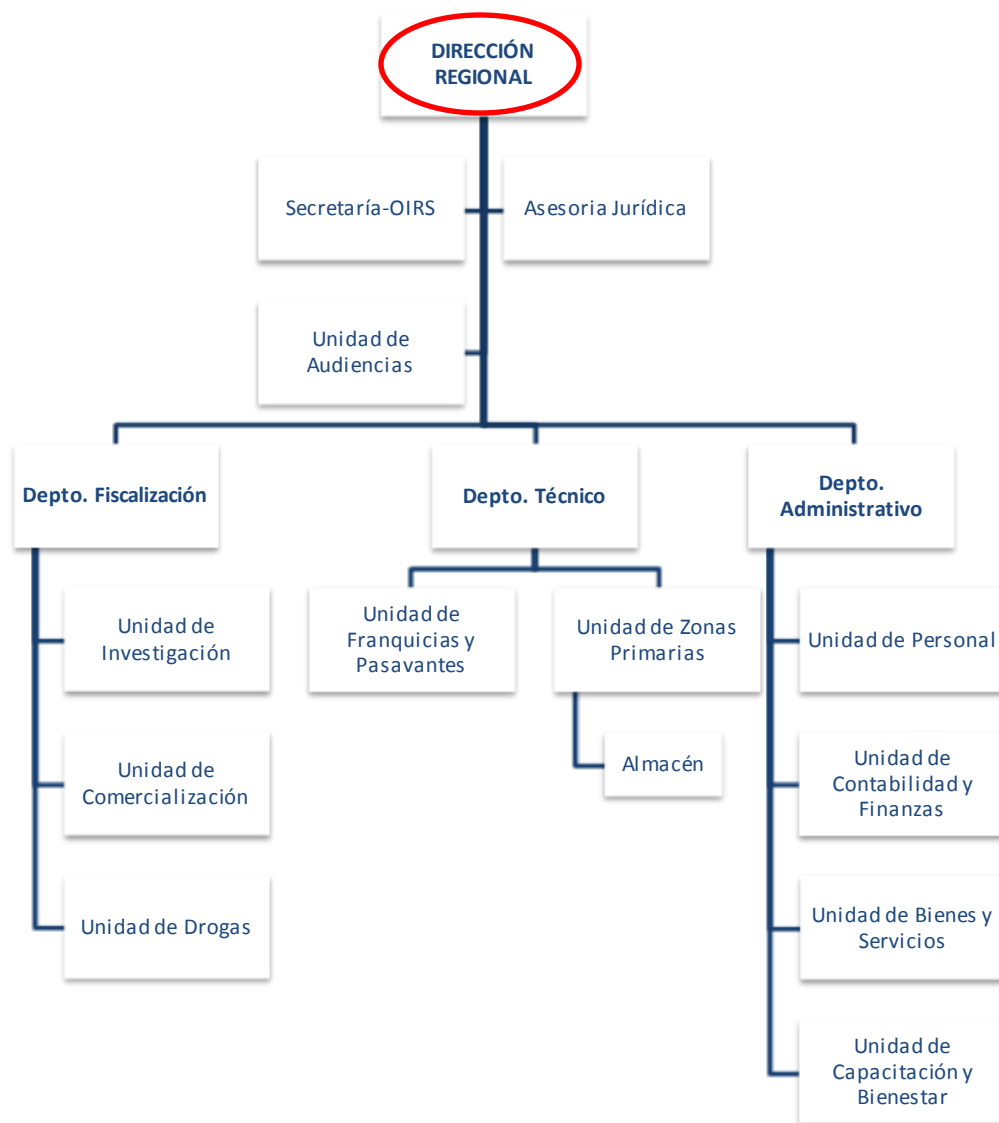 DIRECCIÓN
REGIONAL
Secretaría-OIRS
Asesoria Jurídica
Unidad de
Audiencias
Depto. Fiscalización
Depto. Técnico
Depto.
Administrativo
Unidad de
Investigación
Unidad de
Comercialización
Unidad de Drogas
Unidad de
Franquicias y
Pasavantes
Unidad de Zonas
Primarias
Almacén
Unidad de Personal
Unidad de
Contabilidad y
Finanzas
Unidad de Bienes y
Servicios
Unidad de
Capacitación y
Bienestar